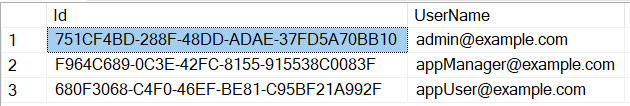 Id UserName
1 751CF4BD-288F-48DD-ADAE-37FD5A70BB10 admin@example.com
2 F964C689-0C3E-42FC-8155-915538C0083F appManager@example.com
3 680F3068-C4F0-46EF-BE81-C95BF21A992F appUser@example.com